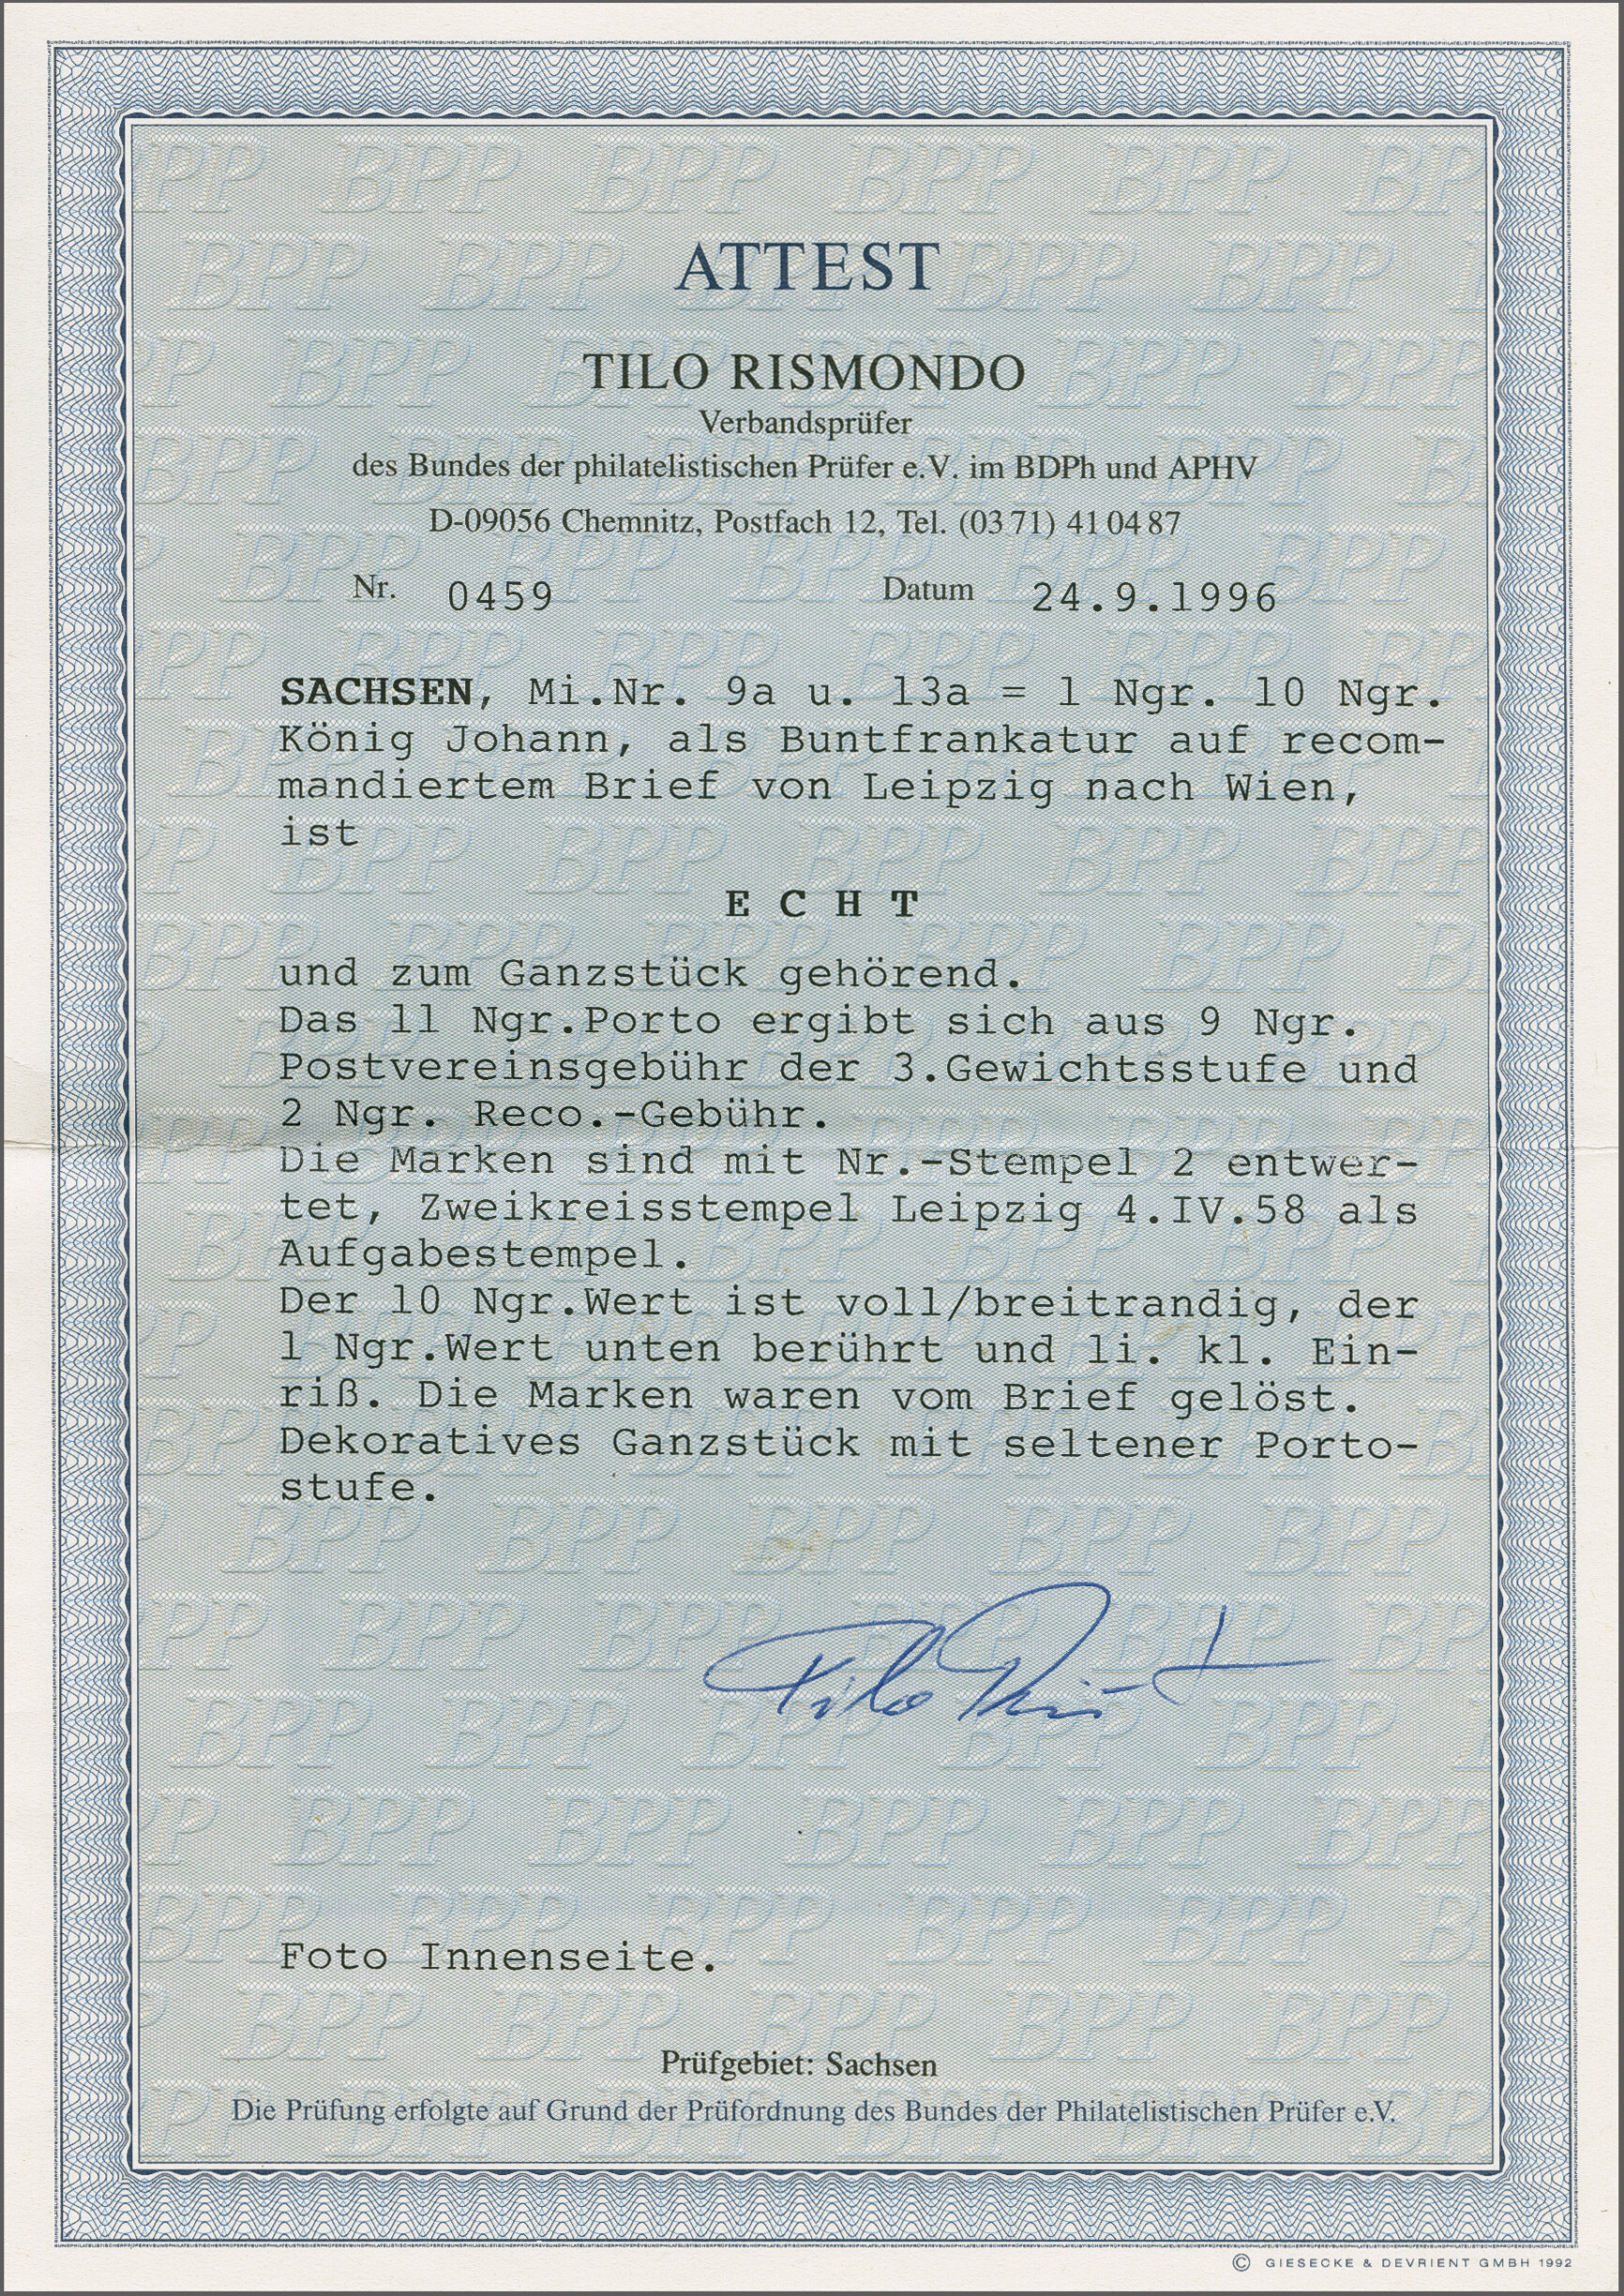 ATTEST
TILO RISMONDO
Verbandsprüfer
des Bundes der philatelistischen Prüfer e.V. im BDPh und APHV
D-09056 Chemnitz, Postfach 12, Tel. (03 71) 41 04 87
Nr. 0459 Datum 24.9.1996
SACHSEN, Mi.Nr. 9a u. 13a = 1 Ngr. 10 Ngr.
König Johann, als Buntfrankatur auf recom-
mandiertem Brief von Leipzig nach Wien,
ist
E C H T
und zum Ganzstück gehörend.
Das 11 Ngr.Porto ergibt sich aus 9 Ngr.
Postvereinsgebühr der 3.Gewichtsstufe und
2 Ngr. Reco.-Gebühr.
Die Marken sind mit Nr.-Stempel 2 entwer-
tet, Zweikreisstempel Leipzig 4.IV.58 als
Aufgabestempel.
Der 10 Ngr.Wert ist voll/breitrandig, der
1 Ngr.Wert unten berührt und li. kl. Ein-
riß. Die Marken waren vom Brief gelöst.
Dekoratives Ganzstück mit seltener Porto-
stufe.
Foto Innenseite.
Prüfgebiet: Sachsen
Die Prüfung erfolgte auf Grund der Prüfordnung des Bundes der Philatelistischen Prüfer e.V.
© GIESECKE & DEVRIENT GMBH 1992